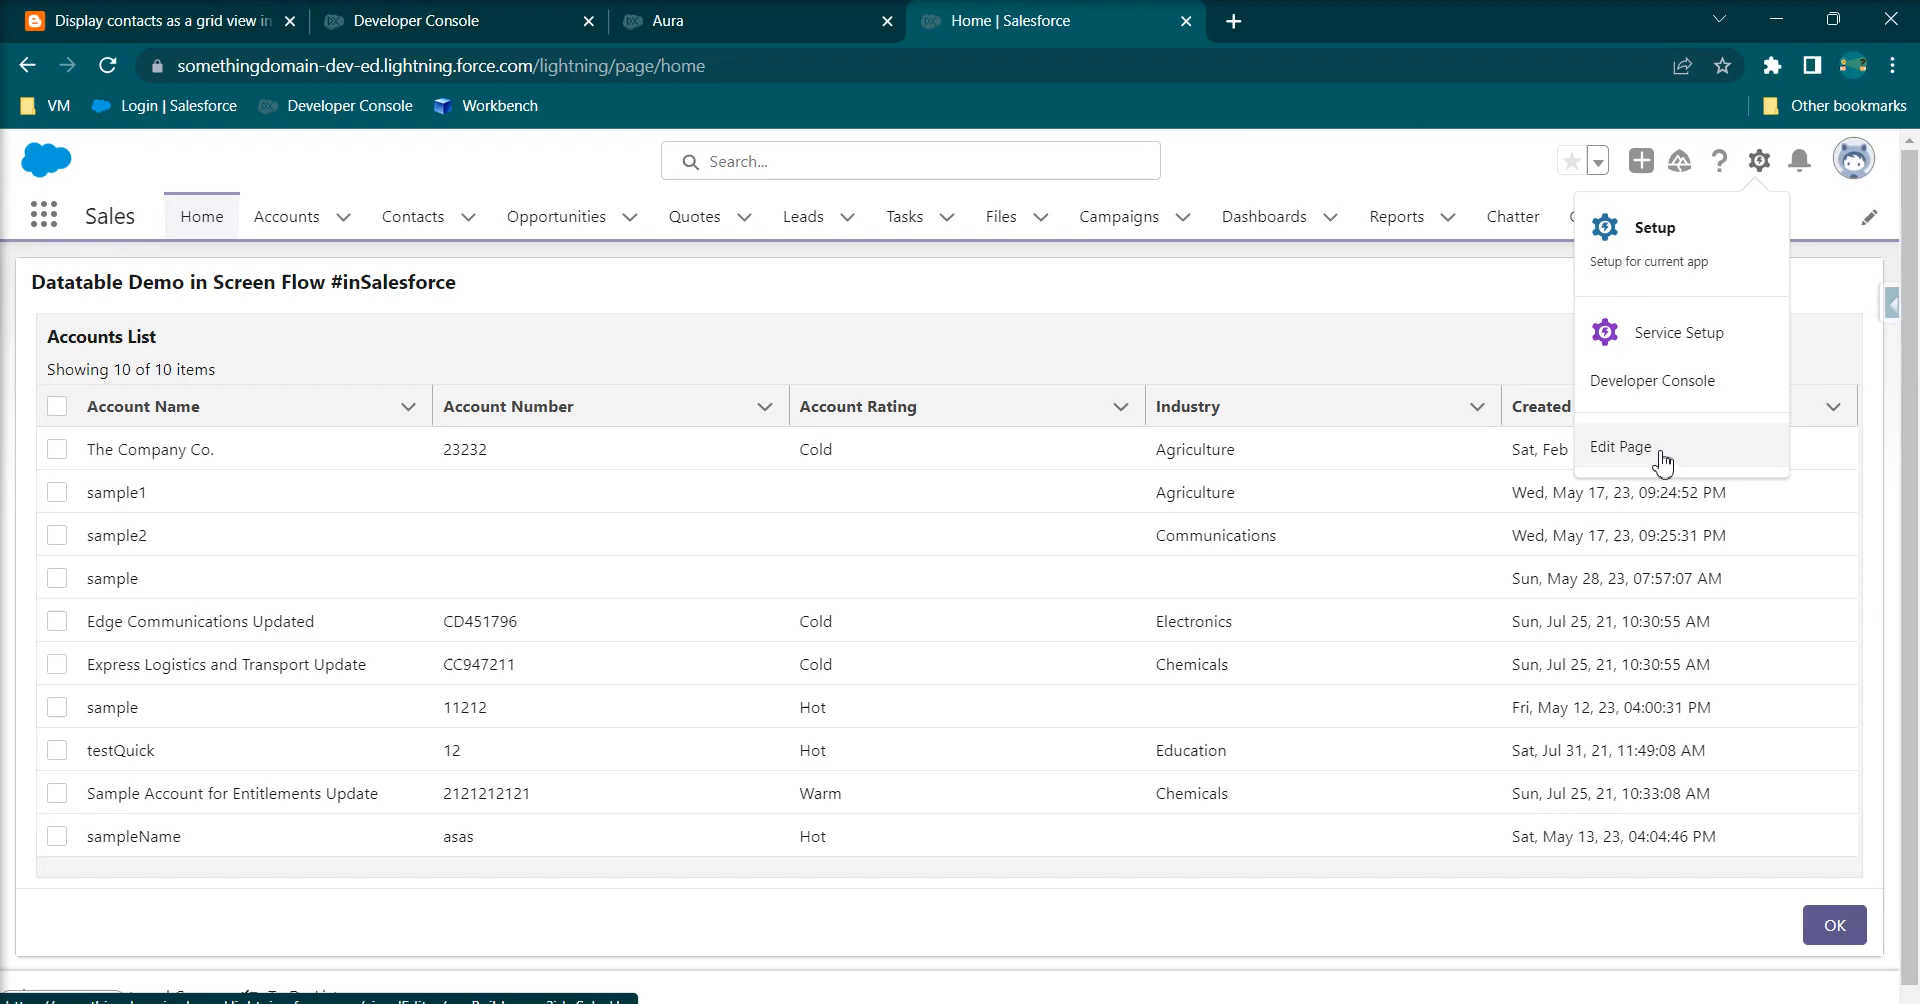 Display contacts as a grid view in
Developer Console
Aura
Home | Salesforce
somethingdomain-dev-ed.lightning.force.com/lightning/page/home
VM
Login | Salesforce
Developer Console
Workbench
Other bookmarks
Search...
Sales
Home
Accounts
Contacts
Opportunities
Quotes
Leads
Tasks
Files
Campaigns
Dashboards
Reports
Chatter
Setup
Setup for current app
Service Setup
Developer Console
Edit Page
Datatable Demo in Screen Flow #inSalesforce
Accounts List
Showing 10 of 10 items
Account Name Account Number Account Rating Industry Created
The Company Co. 23232 Cold Agriculture Sat, Feb
sample1 Agriculture Wed, May 17, 23, 09:24:52 PM
sample2 Communications Wed, May 17, 23, 09:25:31 PM
sample Sun, May 28, 23, 07:57:07 AM
Edge Communications Updated CD451796 Cold Electronics Sun, Jul 25, 21, 10:30:55 AM
Express Logistics and Transport Update CC947211 Cold Chemicals Sun, Jul 25, 21, 10:30:55 AM
sample 11212 Hot Fri, May 12, 23, 04:00:31 PM
testQuick 12 Hot Education Sat, Jul 31, 21, 11:49:08 AM
Sample Account for Entitlements Update 2121212121 Warm Chemicals Sun, Jul 25, 21, 10:33:08 AM
sampleName asas Hot Sat, May 13, 23, 04:04:46 PM
OK